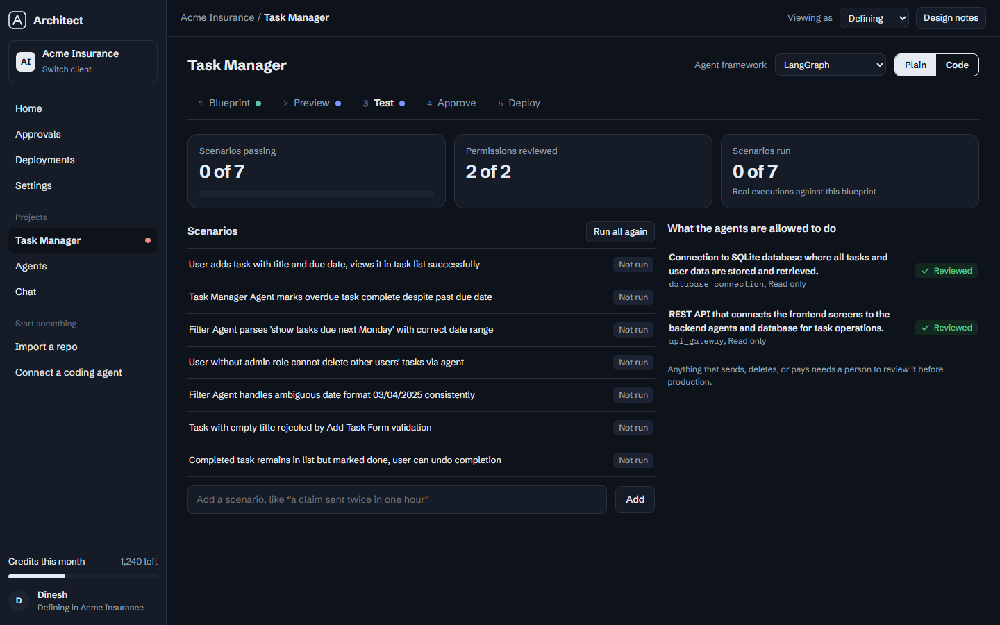 Architect
AI
Acme Insurance
Switch client
Home
Approvals
Deployments
Settings
Projects
Task Manager
Agents
Chat
Start something
Import a repo
Connect a coding agent
Credits this month
1,240 left
D
Dinesh
Defining in Acme Insurance
Acme Insurance / Task Manager
Viewing as
Defining
Design notes
Task Manager
Agent framework
LangGraph
Plain
Code
1 Blueprint
2 Preview
3 Test
4 Approve
5 Deploy
Scenarios passing
0 of 7
Permissions reviewed
2 of 2
Scenarios run
0 of 7
Real executions against this blueprint
Scenarios
Run all again
User adds task with title and due date, views it in task list successfully
Not run
Task Manager Agent marks overdue task complete despite past due date
Not run
Filter Agent parses 'show tasks due next Monday' with correct date range
Not run
User without admin role cannot delete other users' tasks via agent
Not run
Filter Agent handles ambiguous date format 03/04/2025 consistently
Not run
Task with empty title rejected by Add Task Form validation
Not run
Completed task remains in list but marked done, user can undo completion
Not run
Add a scenario, like “a claim sent twice in one hour”
Add
What the agents are allowed to do
Connection to SQLite database where all tasks and
user data are stored and retrieved.
database_connection, Read only
Reviewed
REST API that connects the frontend screens to the
backend agents and database for task operations.
api_gateway, Read only
Reviewed
Anything that sends, deletes, or pays needs a person to review it before
production.